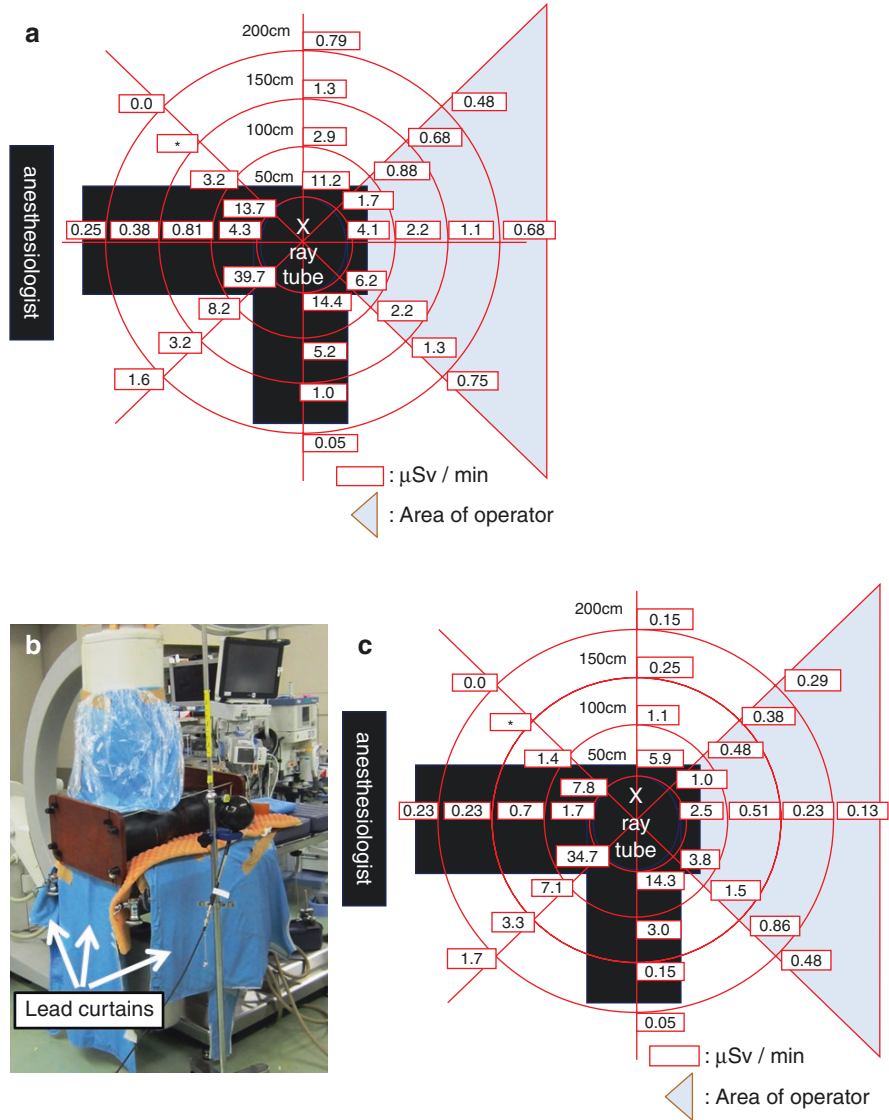 a
200cm
0.79
150cm
1.3
0.0
0.48
100cm
2.9
*
0.68
50cm
11.2
3.2
0.88
13.7
1.7
anesthesiologist
0.25 0.38 0.81 4.3 X 4.1 2.2 1.1 0.68
ray
tube
39.7
6.2
14.4
8.2
2.2
3.2
5.2
1.3
1.6
1.0
0.75
0.05
: μSv / min
: Area of operator
b
Lead curtains
c
200cm
0.15
150cm
0.25
0.0
0.29
100cm
1.1
*
0.38
50cm
5.9
1.4
0.48
7.8
1.0
anesthesiologist
0.23 0.23 0.7 1.7 X 2.5 0.51 0.23 0.13
ray
tube
34.7
3.8
14.3
7.1
1.5
3.3
3.0
0.86
1.7
0.15
0.48
0.05
: μSv / min
: Area of operator